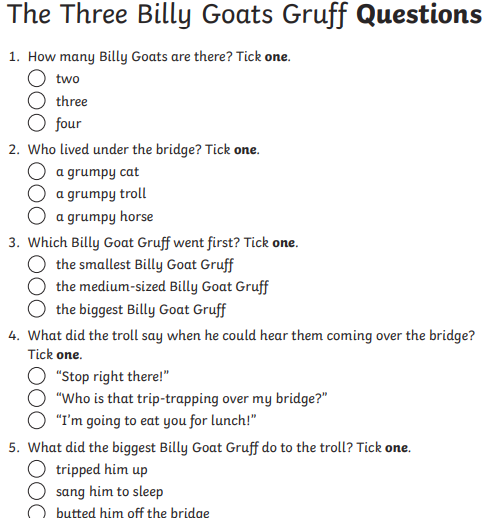 The Three Billy Goats Gruff Questions
1. How many Billy Goats are there? Tick one.
two
three
four
2. Who lived under the bridge? Tick one.
a grumpy cat
a grumpy troll
a grumpy horse
3. Which Billy Goat Gruff went first? Tick one.
the smallest Billy Goat Gruff
the medium-sized Billy Goat Gruff
the biggest Billy Goat Gruff
4. What did the troll say when he could hear them coming over the bridge?
Tick one.
“Stop right there!”
“Who is that trip-trapping over my bridge?”
“I’m going to eat you for lunch!”
5. What did the biggest Billy Goat Gruff do to the troll? Tick one.
tripped him up
sang him to sleep
butted him off the bridge